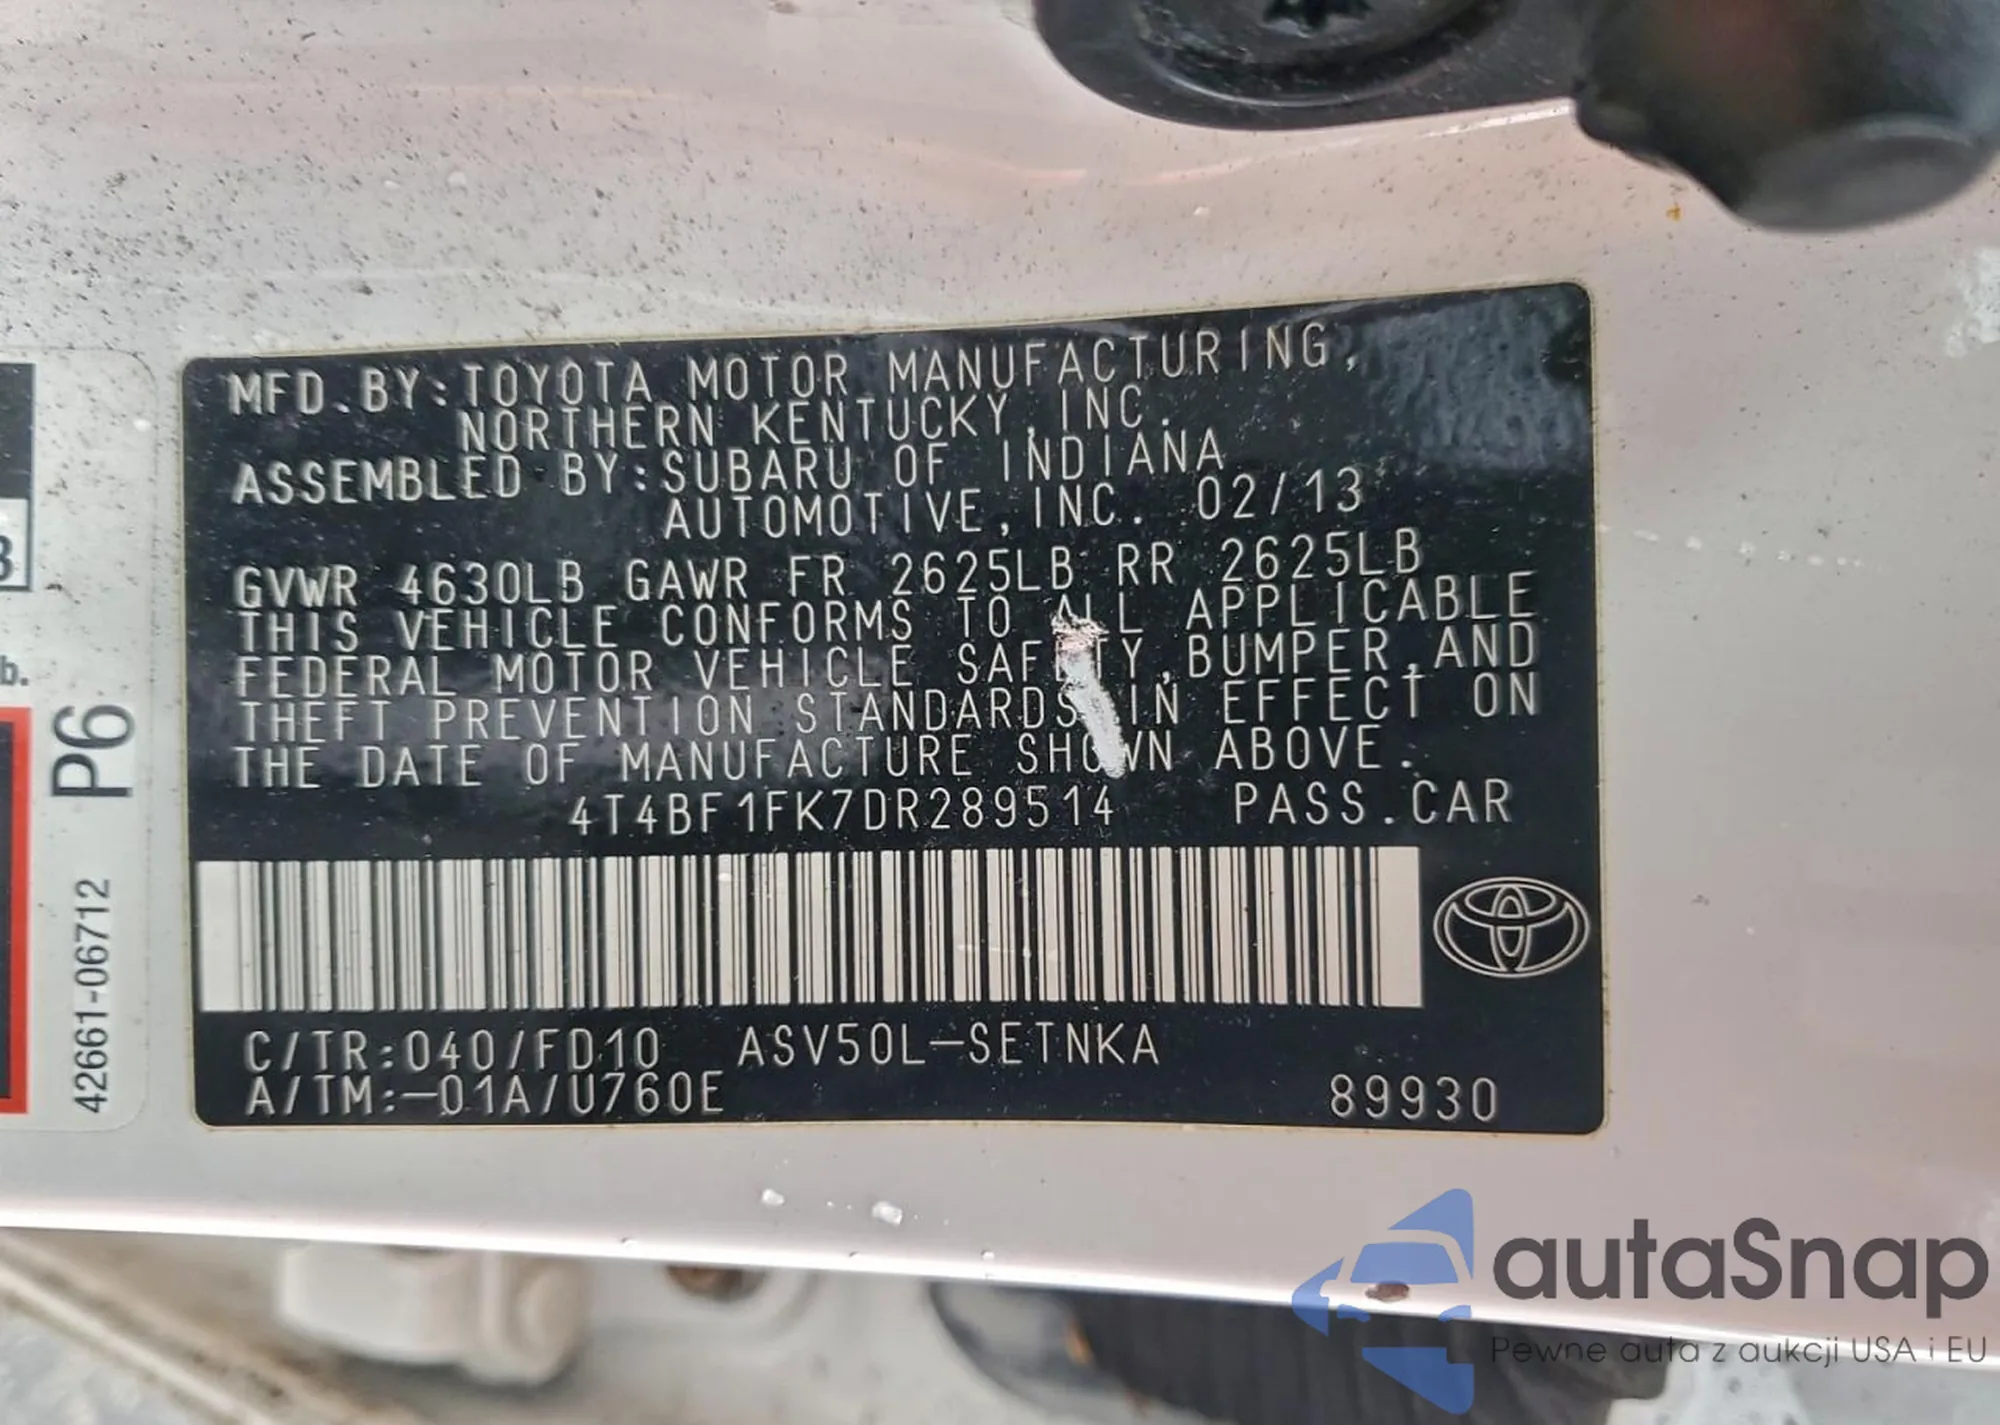 MFD.BY:TOYOTA MOTOR MANUFACTURING,
NORTHERN KENTUCKY,INC.
ASSEMBLED BY:SUBARU OF INDIANA
AUTOMOTIVE,INC. 02/13
GVWR 4630LB GAWR FR 2625LB RR 2625LB
THIS VEHICLE CONFORMS TO ALL APPLICABLE
FEDERAL MOTOR VEHICLE SAFETY,BUMPER,AND
THEFT PREVENTION STANDARDS IN EFFECT ON
THE DATE OF MANUFACTURE SHOWN ABOVE.
4T4BF1FK7DR289514 PASS.CAR
C/TR:040/FD10 ASV50L-SETNKA
A/TM:-01A/U760E
89930
P6
42661-06712
b.
autaSnap
Pewne auta z aukcji USA i EU